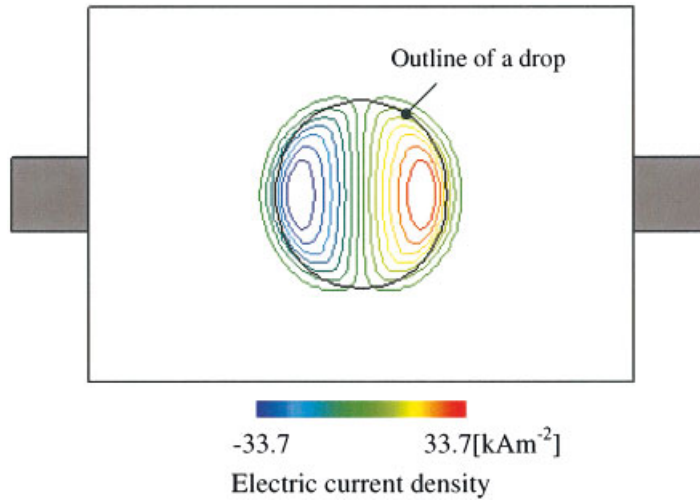 Outline of a drop
-33.7 33.7[kAm⁻²]
Electric current density